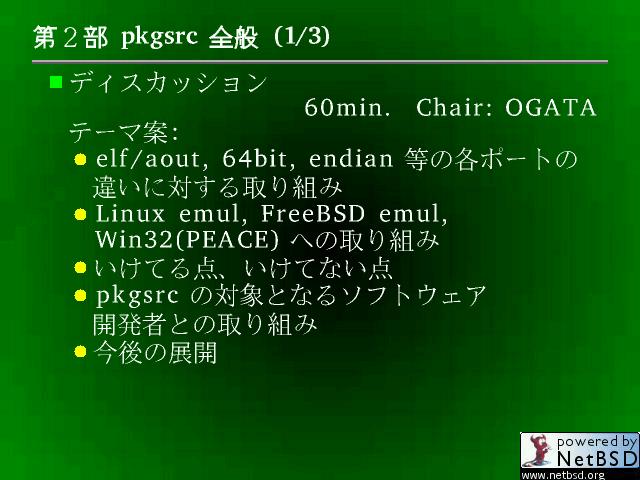 第２部 pkgsrc 全般 (1/3)
ディスカッション
60min. Chair: OGATA
テーマ案:
elf/aout, 64bit, endian 等の各ポートの
違いに対する取り組み
Linux emul, FreeBSD emul,
Win32(PEACE) への取り組み
いけてる点、いけてない点
pkgsrc の対象となるソフトウェア
開発者との取り組み
今後の展開
powered by
NetBSD
www.netbsd.org